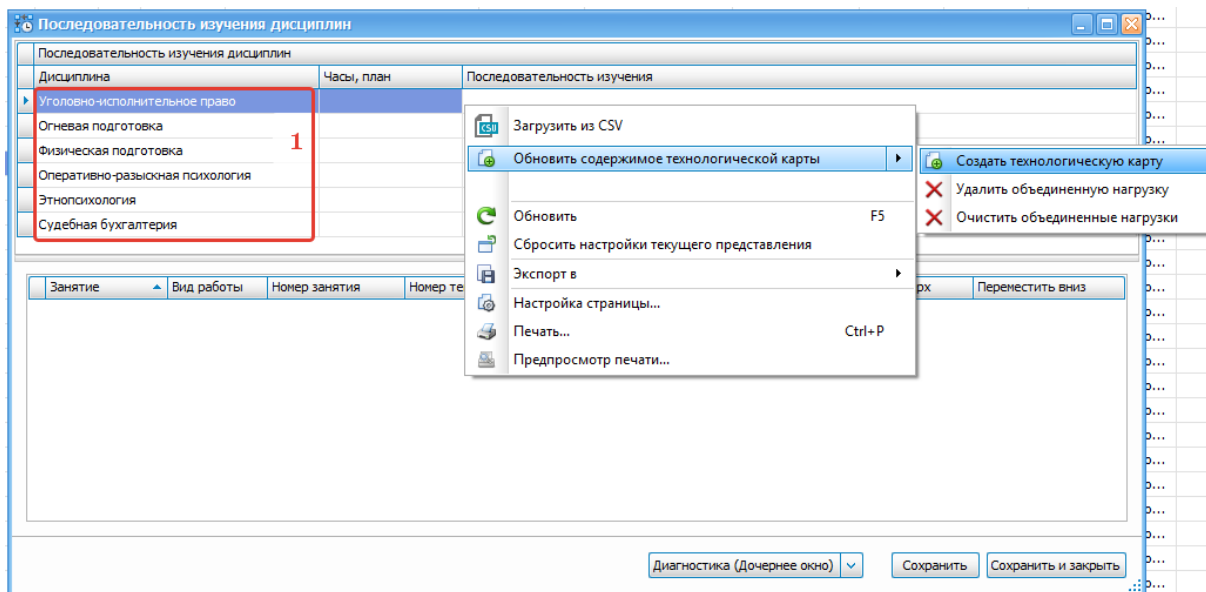 Последовательность изучения дисциплин
Последовательность изучения дисциплин
Дисциплина Часы, план Последовательность изучения
Уголовно-исполнительное право
Огневая подготовка
Физическая подготовка
Оперативно-разыскная психология
Этнопсихология
Судебная бухгалтерия
1
CSV Загрузить из CSV
Обновить содержимое технологической карты
Обновить F5
Сбросить настройки текущего представления
Экспорт в
Настройка страницы...
Печать... Ctrl+P
Предпросмотр печати...
Создать технологическую карту
Удалить объединенную нагрузку
Очистить объединенные нагрузки
Занятие Вид работы Номер занятия Номер те рх Переместить вниз
Диагностика (Дочернее окно) Сохранить Сохранить и закрыть